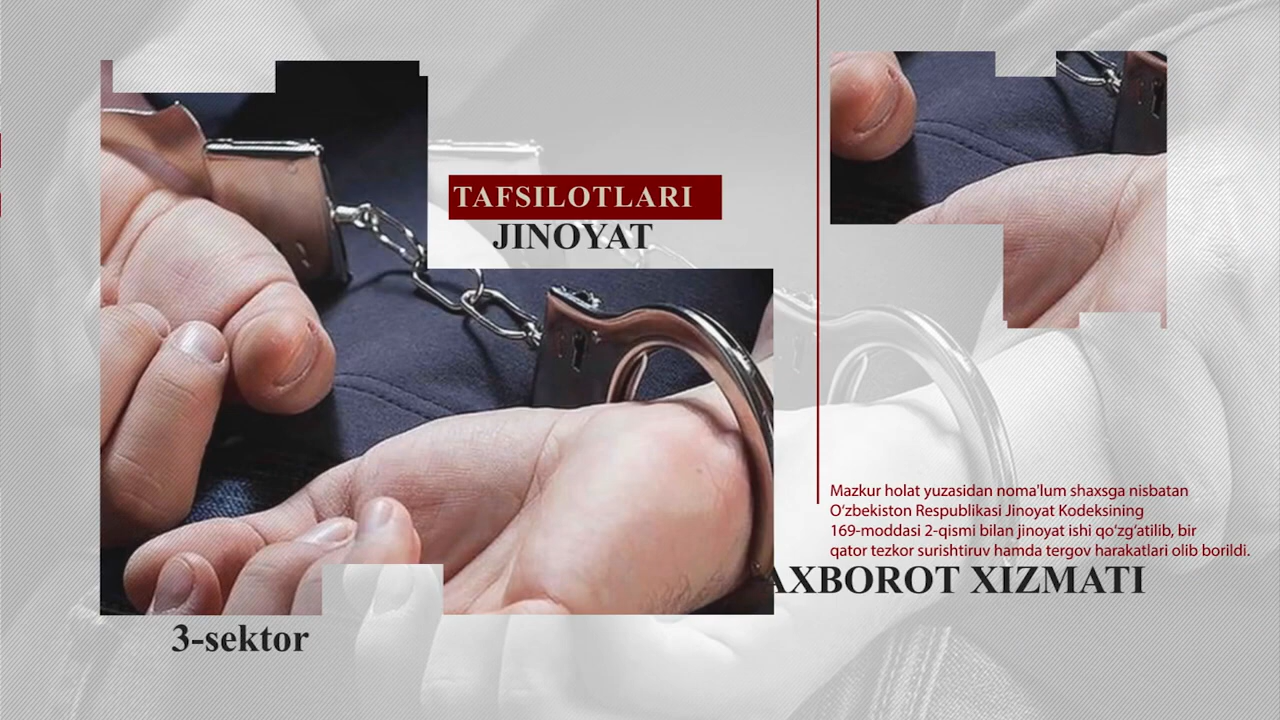 TAFSILOTLARI
JINOYAT
Mazkur holat yuzasidan noma'lum shaxsga nisbatan
O‘zbekiston Respublikasi Jinoyat Kodeksining
169-moddasi 2-qismi bilan jinoyat ishi qo‘zg‘atilib, bir
qator tezkor surishtiruv hamda tergov harakatlari olib borildi.
AXBOROT XIZMATI
3-sektor